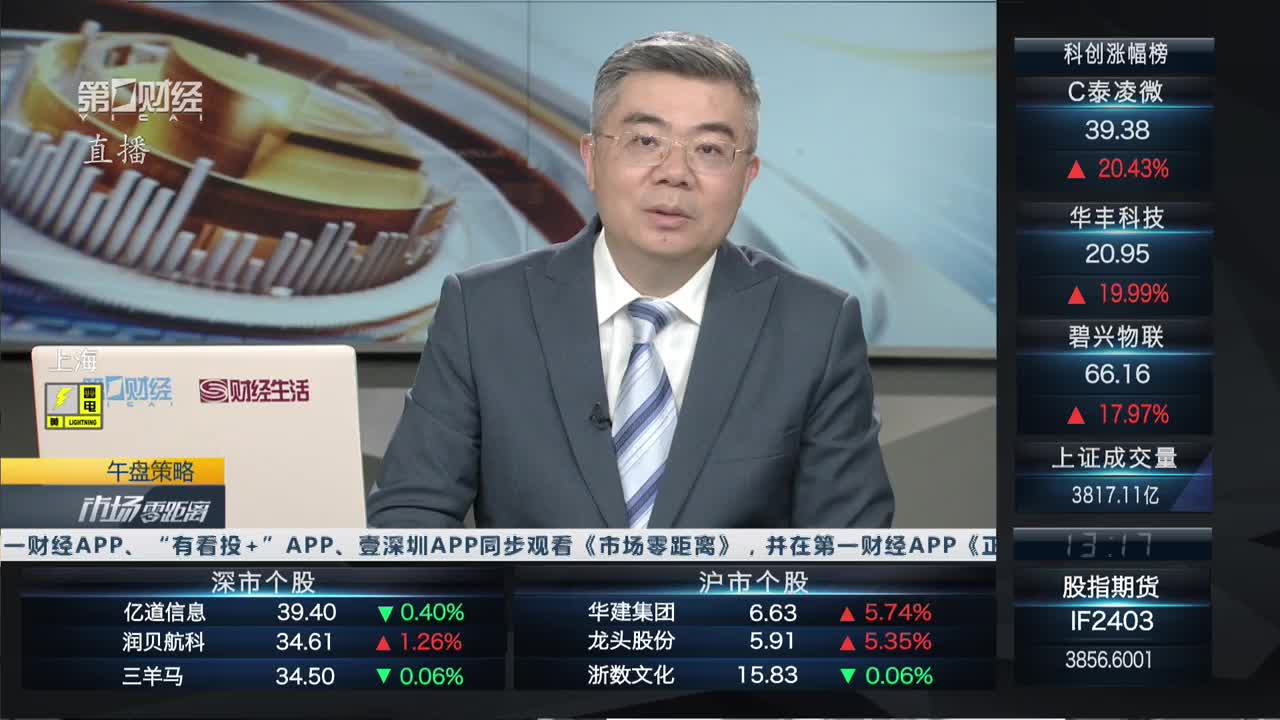 第一财经
YICAI
直播
上海
第一财经
YICAI
财经生活
雷电
黄
LIGHTNING
午盘策略
市场零距离
一财经APP、“有看投+”APP、壹深圳APP同步观看《市场零距离》，并在第一财经APP《正
深市个股
亿道信息 39.40 ▼0.40%
润贝航科 34.61 ▲1.26%
三羊马 34.50 ▼0.06%
沪市个股
华建集团 6.63 ▲5.74%
龙头股份 5.91 ▲5.35%
浙数文化 15.83 ▼0.06%
科创涨幅榜
C泰凌微
39.38
▲ 20.43%
华丰科技
20.95
▲ 19.99%
碧兴物联
66.16
▲ 17.97%
上证成交量
3817.11亿
13:17
股指期货
IF2403
3856.6001